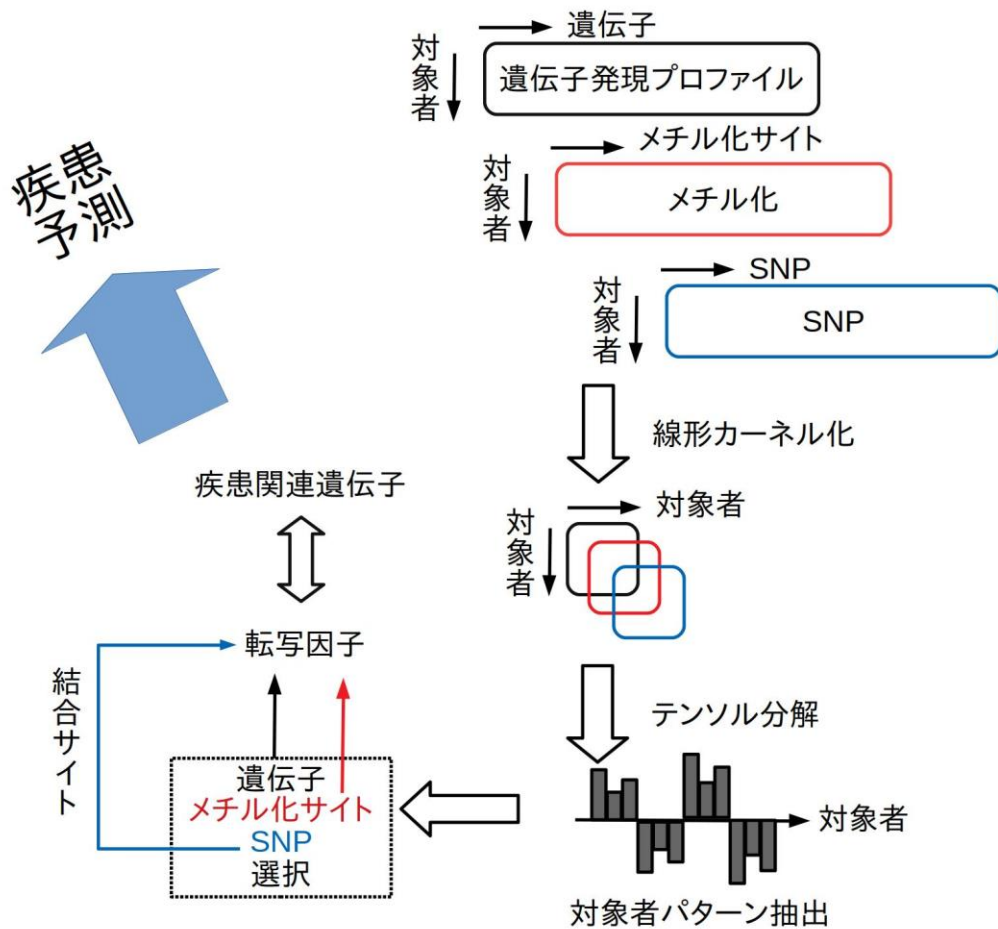 遺伝子
対象者
遺伝子発現プロファイル
メチル化サイト
対象者
メチル化
SNP
対象者
SNP
線形カーネル化
対象者
対象者
テンソル分解
対象者
対象者パターン抽出
遺伝子
メチル化サイト
SNP
選択
結合サイト
転写因子
疾患関連遺伝子
疾患
予測